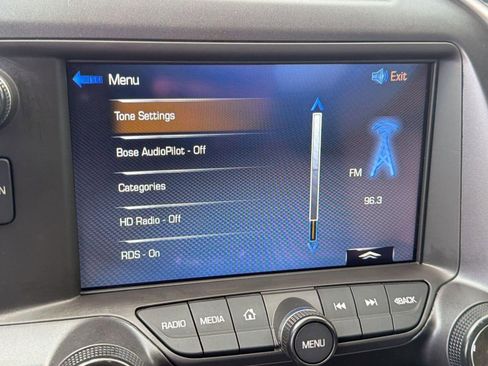 Menu
Exit
Tone Settings
Bose AudioPilot - Off
Categories
HD Radio - Off
RDS - On
FM
96.3
RADIO
MEDIA
BACK
MENU